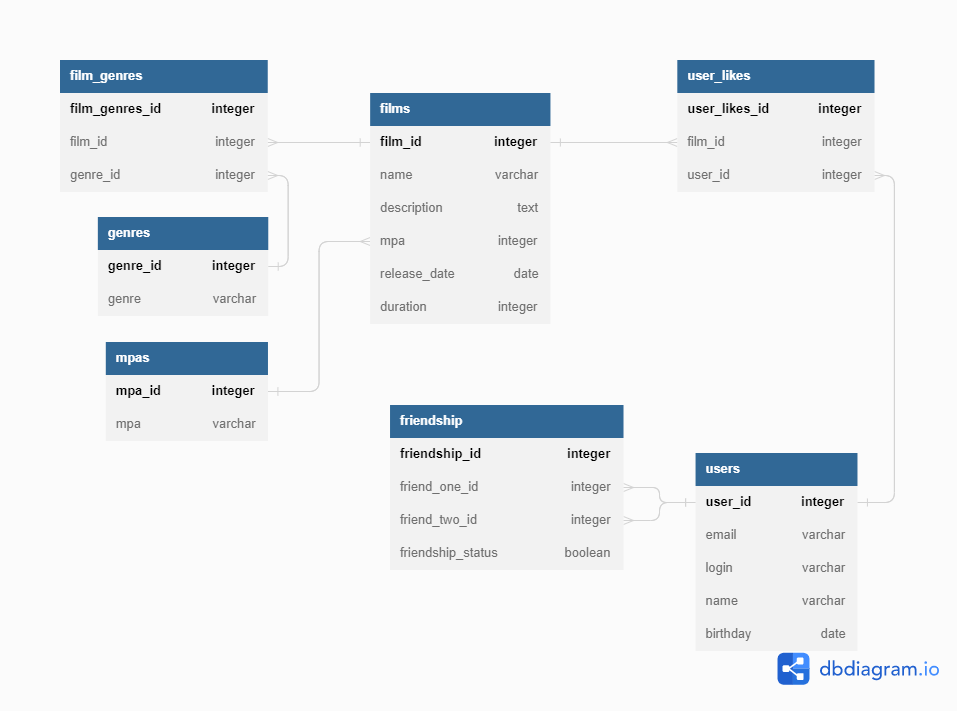 film_genres
film_genres_id integer
film_id integer
genre_id integer
genres
genre_id integer
genre varchar
mpas
mpa_id integer
mpa varchar
films
film_id integer
name varchar
description text
mpa integer
release_date date
duration integer
friendship
friendship_id integer
friend_one_id integer
friend_two_id integer
friendship_status boolean
user_likes
user_likes_id integer
film_id integer
user_id integer
users
user_id integer
email varchar
login varchar
name varchar
birthday date
dbdiagram.io